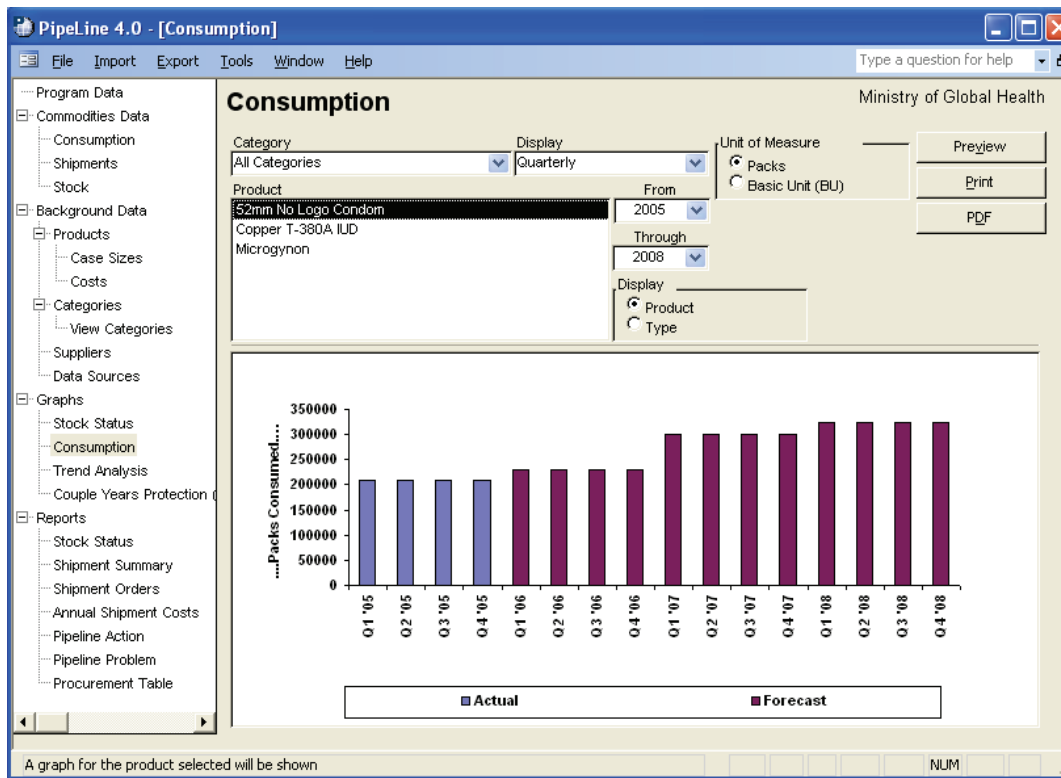 PipeLine 4.0 - [Consumption]
File Import Export Tools Window Help
Type a question for help
Program Data
Commodities Data
Consumption
Shipments
Stock
Background Data
Products
Case Sizes
Costs
Categories
View Categories
Suppliers
Data Sources
Graphs
Stock Status
Consumption
Trend Analysis
Couple Years Protection (
Reports
Stock Status
Shipment Summary
Shipment Orders
Annual Shipment Costs
Pipeline Action
Pipeline Problem
Procurement Table
Consumption
Ministry of Global Health
Category
All Categories
Display
Quarterly
Unit of Measure
Packs
Basic Unit (BU)
Preview
Print
PDF
Product
52mm No Logo Condom
Copper T-380A IUD
Microgynon
From
2005
Through
2008
Display
Product
Type
....Packs Consumed....
350000
300000
250000
200000
150000
100000
50000
0
Q1 '05
Q2 '05
Q3 '05
Q4 '05
Q1 '06
Q2 '06
Q3 '06
Q4 '06
Q1 '07
Q2 '07
Q3 '07
Q4 '07
Q1 '08
Q2 '08
Q3 '08
Q4 '08
Actual Forecast
A graph for the product selected will be shown
NUM